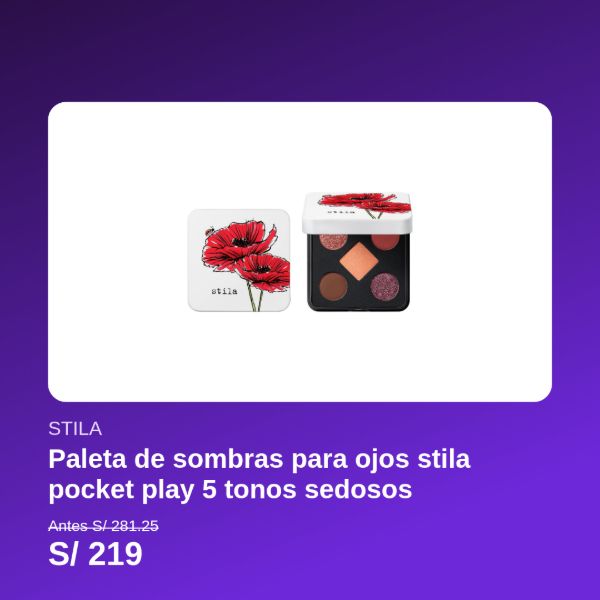 stila
stila
STILA
Paleta de sombras para ojos stila
pocket play 5 tonos sedosos
Antes S/ 281.25
S/ 219